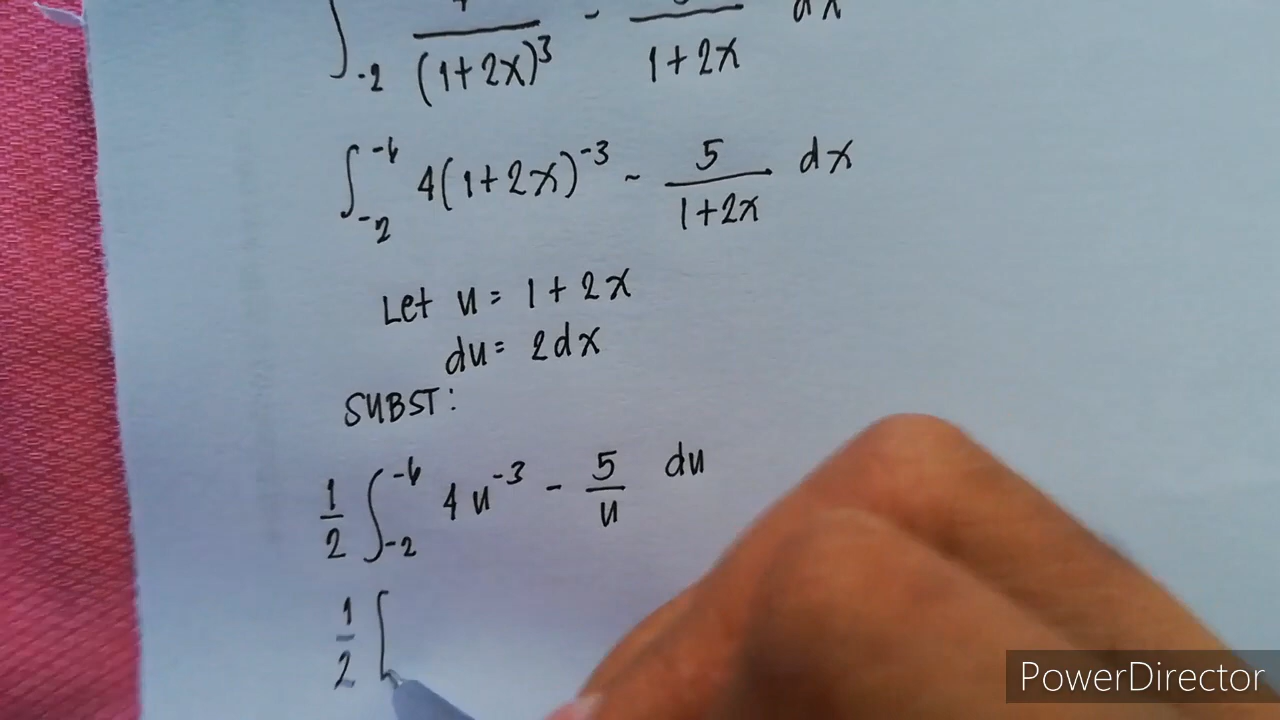 ∫₋₂ /(1+2x)³ - /1+2x dx
∫₋₂⁻⁶ 4(1+2x)⁻³ - 5/1+2x dx
Let u = 1 + 2x
du = 2dx
SUBST:
1/2 ∫₋₂⁻⁶ 4u⁻³ - 5/u du
1/2 [
PowerDirector